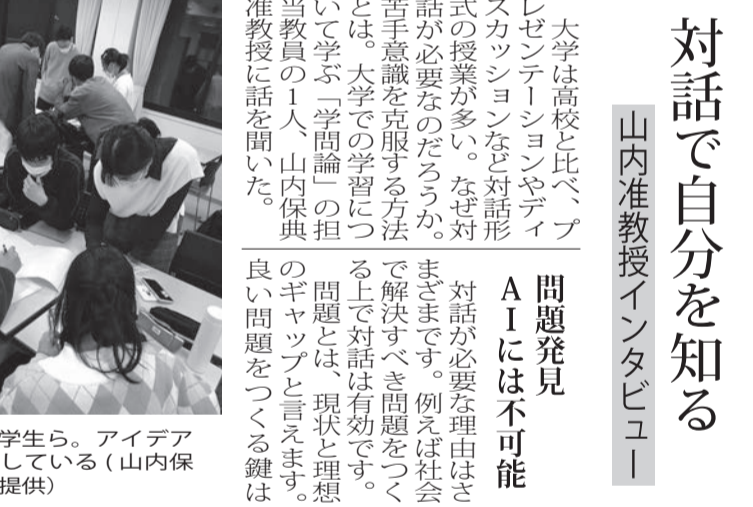 対話で自分を知る
山内准教授インタビュー
大学は高校と比べ、プ
レゼンテーションやディ
スカッションなど対話形
式の授業が多い。なぜ対
話が必要なのだろうか。
苦手意識を克服する方法
とは。大学での学習につ
いて学ぶ「学問論」の担
当教員の1人、山内保典
准教授に話を聞いた。
問題発見
AIには不可能
対話が必要な理由はさ
まざまです。例えば社会
で解決すべき問題をつく
る上で対話は有効です。
問題とは、現状と理想
のギャップと言えます。
良い問題をつくる鍵は
学生ら。アイデア
している(山内保
提供)